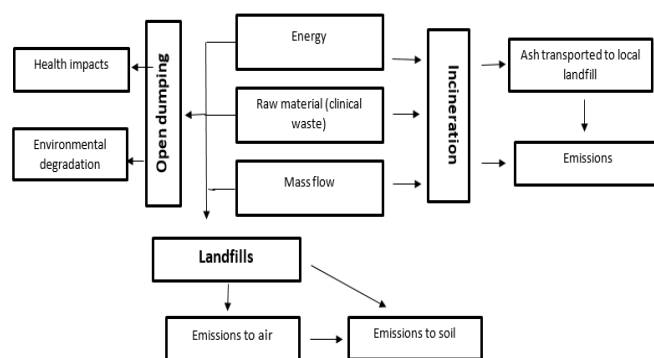 Health impacts
Environmental
degradation
Open dumping
Energy
Raw material (clinical
waste)
Mass flow
Incineration
Ash transported to local
landfill
Emissions
Landfills
Emissions to air
Emissions to soil